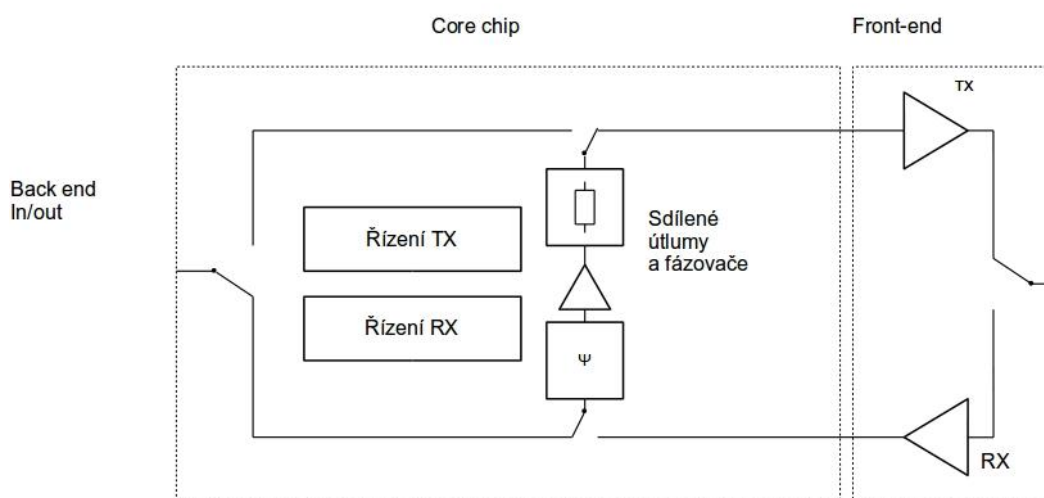 Core chip
Front-end
TX
Back end
In/out
Řízení TX
Sdílené
útlumy
a fázovače
Řízení RX
Ψ
RX